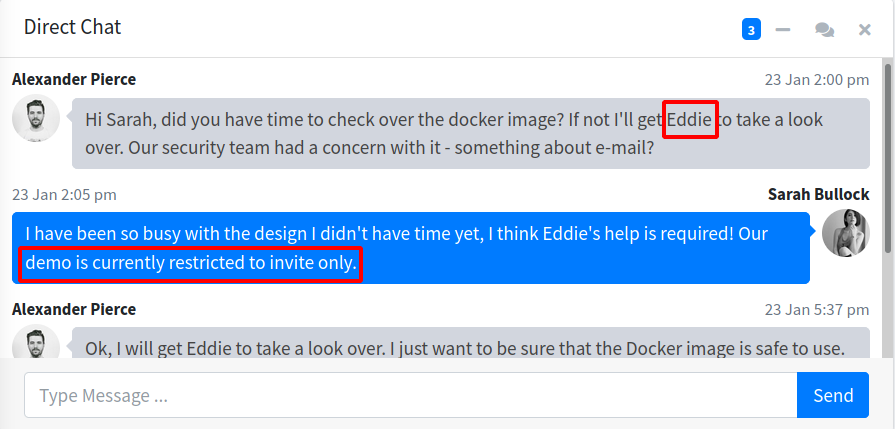 Direct Chat
3
Alexander Pierce
23 Jan 2:00 pm
Hi Sarah, did you have time to check over the docker image? If not I'll get Eddie to take a look
over. Our security team had a concern with it - something about e-mail?
23 Jan 2:05 pm
Sarah Bullock
I have been so busy with the design I didn't have time yet, I think Eddie's help is required! Our
demo is currently restricted to invite only.
Alexander Pierce
23 Jan 5:37 pm
Ok, I will get Eddie to take a look over. I just want to be sure that the Docker image is safe to use.
Type Message ...
Send